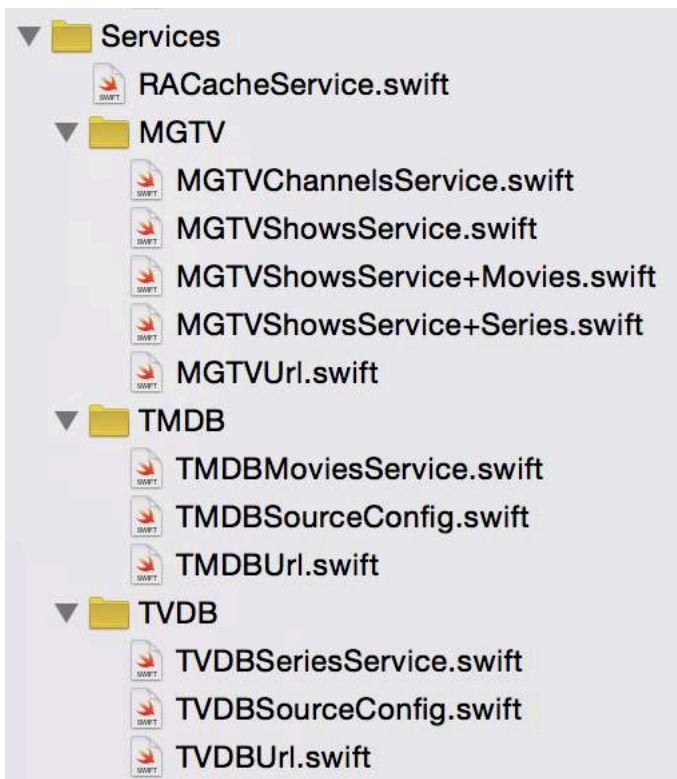 Services
RACacheService.swift
MGTV
MGTVChannelsService.swift
MGTVShowsService.swift
MGTVShowsService+Movies.swift
MGTVShowsService+Series.swift
MGTVUrl.swift
TMDB
TMDBMoviesService.swift
TMDBSourceConfig.swift
TMDBUrl.swift
TVDB
TVDBSeriesService.swift
TVDBSourceConfig.swift
TVDBUrl.swift